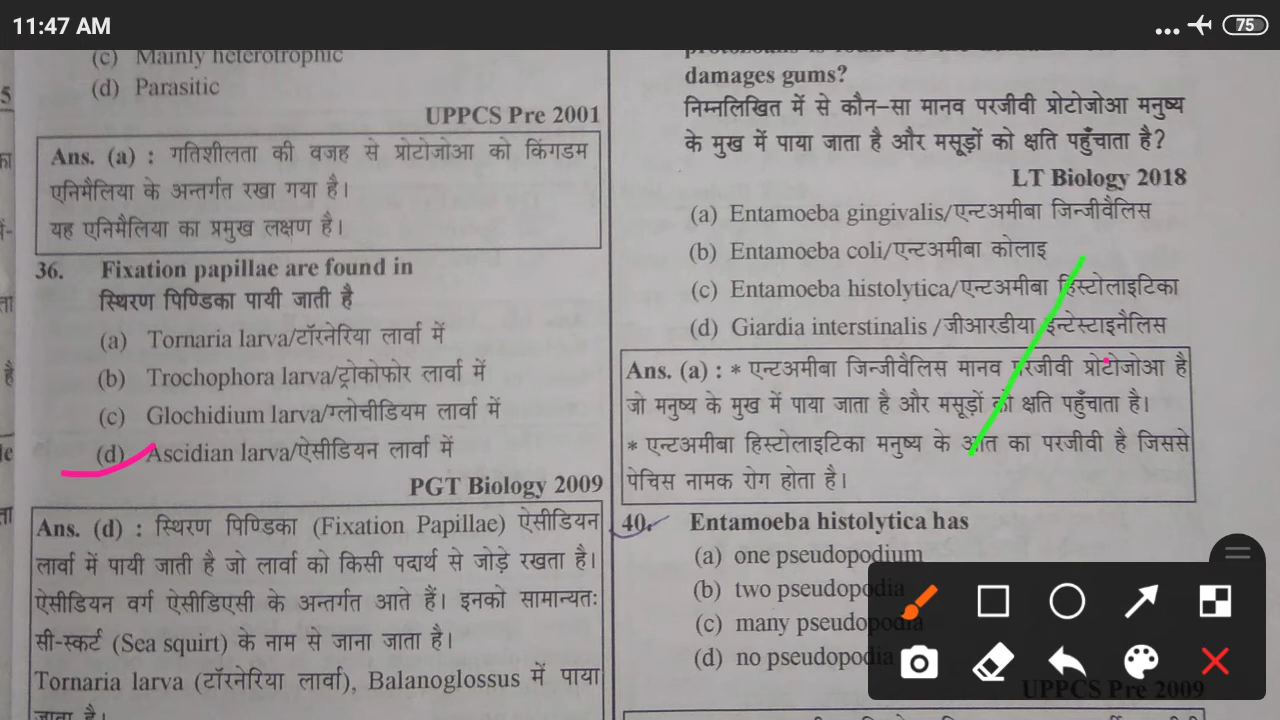 11:47 AM
75
(c) Mainly heterotrophic
(d) Parasitic
UPPCS Pre 2001
Ans. (a) : गतिशीलता की वजह से प्रोटोजोआ को किंगडम
एनिमैलिया के अन्तर्गत रखा गया है।
यह एनिमैलिया का प्रमुख लक्षण है।
36. Fixation papillae are found in
स्थिरण पिण्डिका पायी जाती है
(a) Tornaria larva/टॉरनेरिया लार्वा में
(b) Trochophora larva/ट्रोकोफोर लार्वा में
(c) Glochidium larva/ग्लोचीडियम लार्वा में
(d) Ascidian larva/ऐसीडियन लार्वा में
PGT Biology 2009
Ans. (d) : स्थिरण पिण्डिका (Fixation Papillae) ऐसीडियन
लार्वा में पायी जाती है जो लार्वा को किसी पदार्थ से जोड़े रखता है।
ऐसीडियन वर्ग एसीडिएसी के अन्तर्गत आते हैं। इनको सामान्यतः
सी-स्कर्ट (Sea squirt) के नाम से जाना जाता है।
Tornaria larva (टॉरनेरिया लार्वा), Balanoglossus में पाया
जाता है।
damages gums?
निम्नलिखित में से कौन-सा मानव परजीवी प्रोटोजोआ मनुष्य
के मुख में पाया जाता है और मसूड़ों को क्षति पहुँचाता है?
LT Biology 2018
(a) Entamoeba gingivalis/एन्टअमीबा जिन्जीवैलिस
(b) Entamoeba coli/एन्टअमीबा कोलाइ
(c) Entamoeba histolytica/एन्टअमीबा हिस्टोलाइटिका
(d) Giardia interstinalis /जीआरडीया इन्टेस्टाइनैलिस
Ans. (a) : * एन्टअमीबा जिन्जीवैलिस मानव परजीवी प्रोटोजोआ है
जो मनुष्य के मुख में पाया जाता है और मसूड़ों को क्षति पहुँचाता है।
* एन्टअमीबा हिस्टोलाइटिका मनुष्य के आंत का परजीवी है जिससे
पेचिस नामक रोग होता है।
40. Entamoeba histolytica has
(a) one pseudopodium
(b) two pseudopodia
(c) many pseudopodia
(d) no pseudopodia
UPPCS Pre 2009